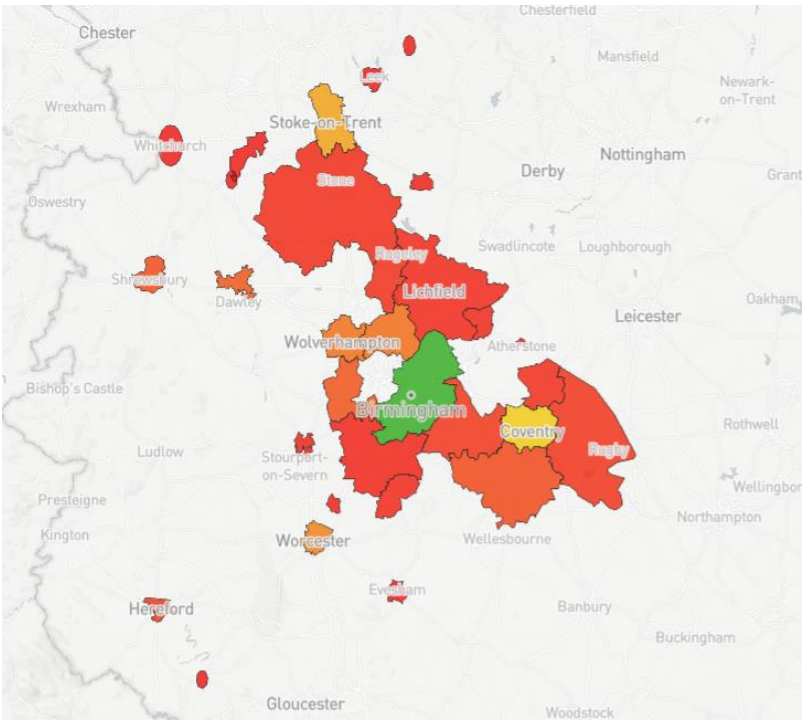 Chesterfield
Chester
Mansfield
Leek
Newark-
on-Trent
Wrexham
Stoke-on-Trent
Whitchurch
Nottingham
Derby
Stone
Grant
Oswestry
Swadlincote
Loughborough
Rugeley
Shrewsbury
Lichfield
Dawley
Oakham,
Leicester
Wolverhampton
Atherstone
Bishop's Castle
Birmingham
Rothwell
Coventry
Ludlow
Rugby
Stourport-
on-Severn
Wellingbor
Presteigne
Northampton
Kington
Worcester
Wellesbourne
Evesham
Hereford
Banbury
Buckingham
Gloucester
Woodstock